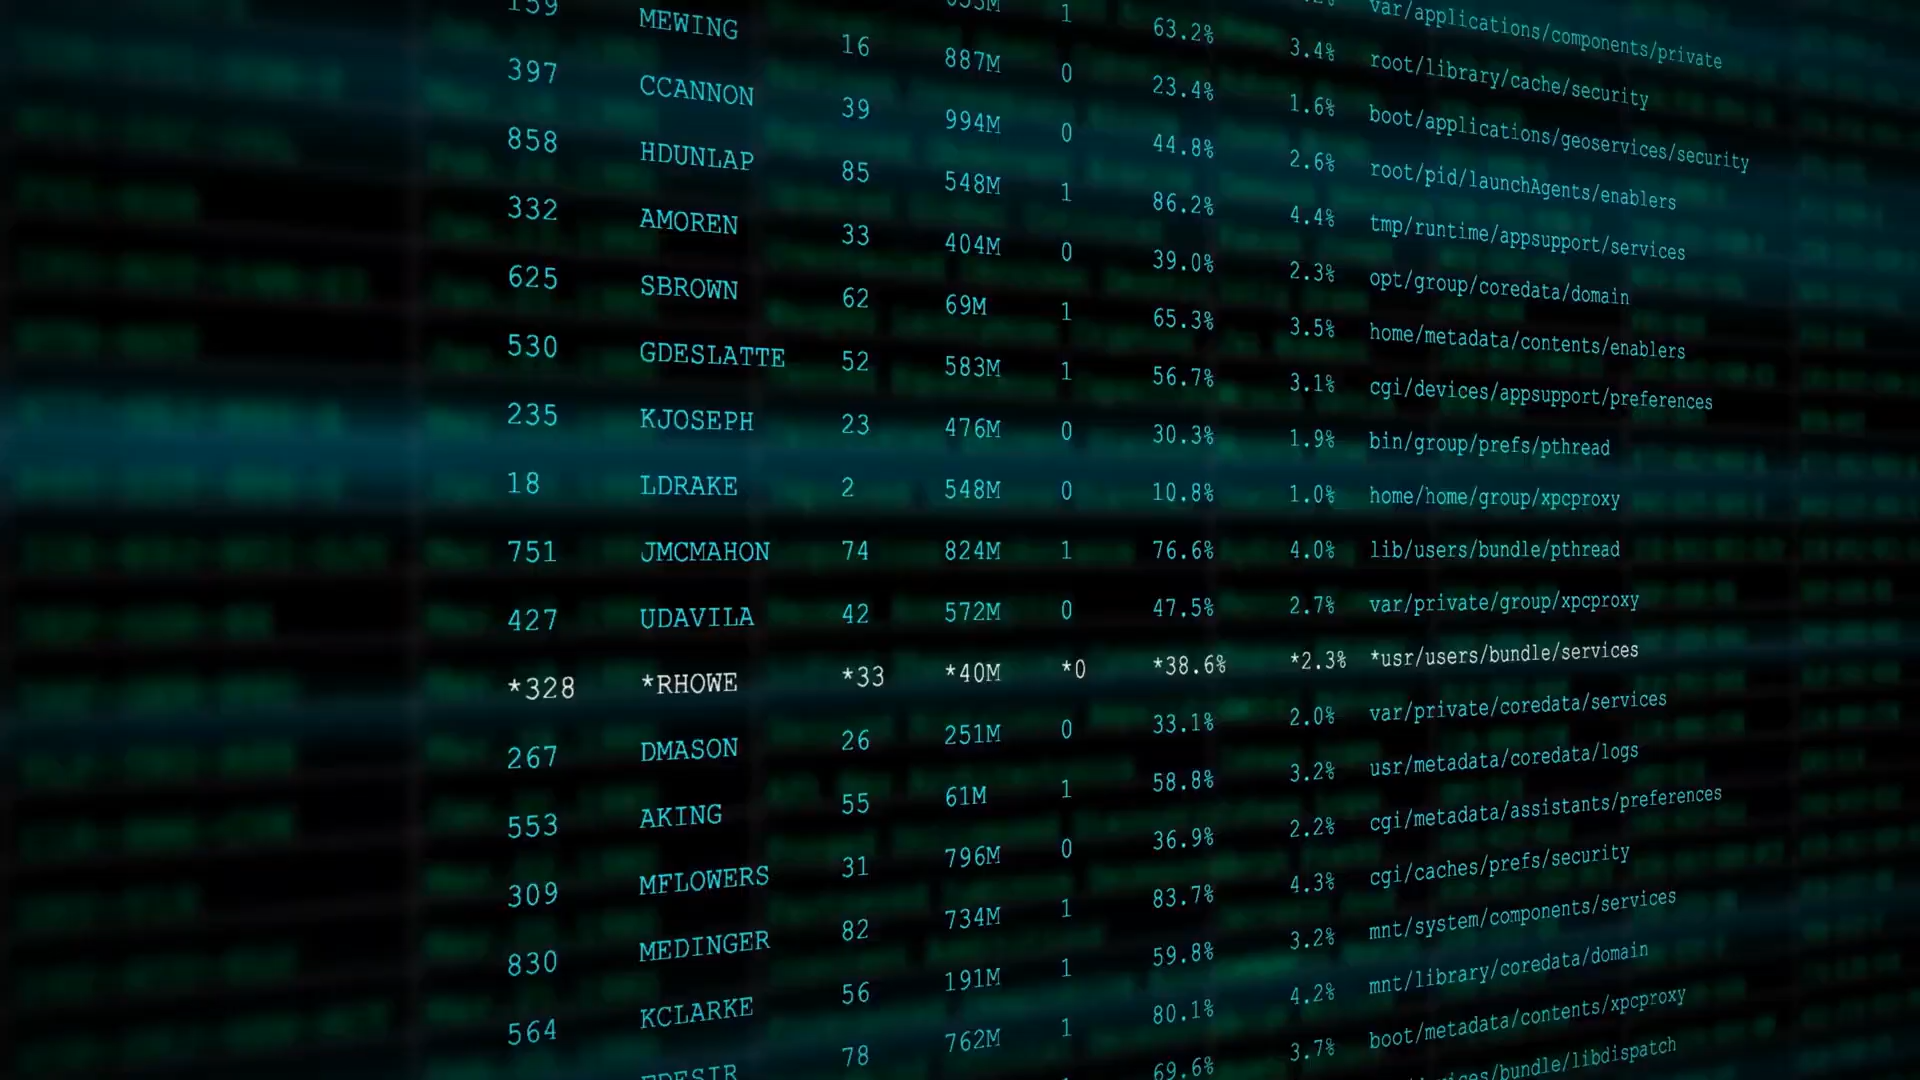 var/applications/components/private
1 63.2% 3.4% root/library/cache/security
159 MEWING 16 887M 0 23.4% 1.6% boot/applications/geoservices/security
397 CCANNON 39 994M 0 44.8% 2.6% root/pid/launchAgents/enablers
858 HDUNLAP 85 548M 1 86.2% 4.4% tmp/runtime/appsupport/services
332 AMOREN 33 404M 0 39.0% 2.3% opt/group/coredata/domain
625 SBROWN 62 69M 1 65.3% 3.5% home/metadata/contents/enablers
530 GDESLATTE 52 583M 1 56.7% 3.1% cgi/devices/appsupport/preferences
235 KJOSEPH 23 476M 0 30.3% 1.9% bin/group/prefs/pthread
18 LDRAKE 2 548M 0 10.8% 1.0% home/home/group/xpcproxy
751 JMCMAHON 74 824M 1 76.6% 4.0% lib/users/bundle/pthread
427 UDAVILA 42 572M 0 47.5% 2.7% var/private/group/xpcproxy
*328 *RHOWE *33 *40M *0 *38.6% *2.3% *usr/users/bundle/services
267 DMASON 26 251M 0 33.1% 2.0% var/private/coredata/services
553 AKING 55 61M 1 58.8% 3.2% usr/metadata/coredata/logs
309 MFLOWERS 31 796M 0 36.9% 2.2% cgi/metadata/assistants/preferences
830 MEDINGER 82 734M 1 83.7% 4.3% cgi/caches/prefs/security
564 KCLARKE 56 191M 1 59.8% 3.2% mnt/system/components/services
78 762M 1 80.1% 4.2% mnt/library/coredata/domain
69.6% 3.7% boot/metadata/contents/xpcproxy
/bundle/libdispatch